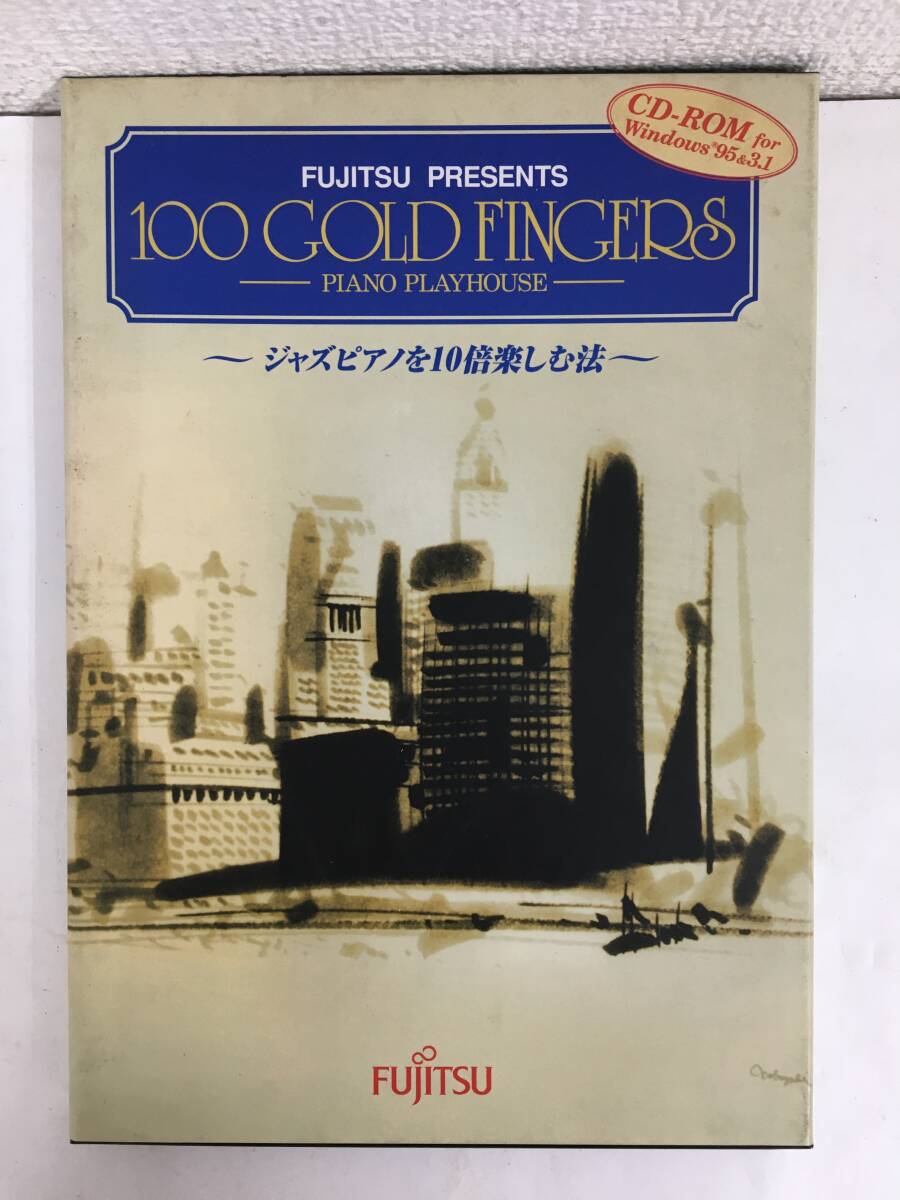 CD-ROM for
Windows®95&3.1
FUJITSU PRESENTS
100 GOLD FINGERS
PIANO PLAYHOUSE
～ジャズピアノを10倍楽しむ法～
FUJITSU